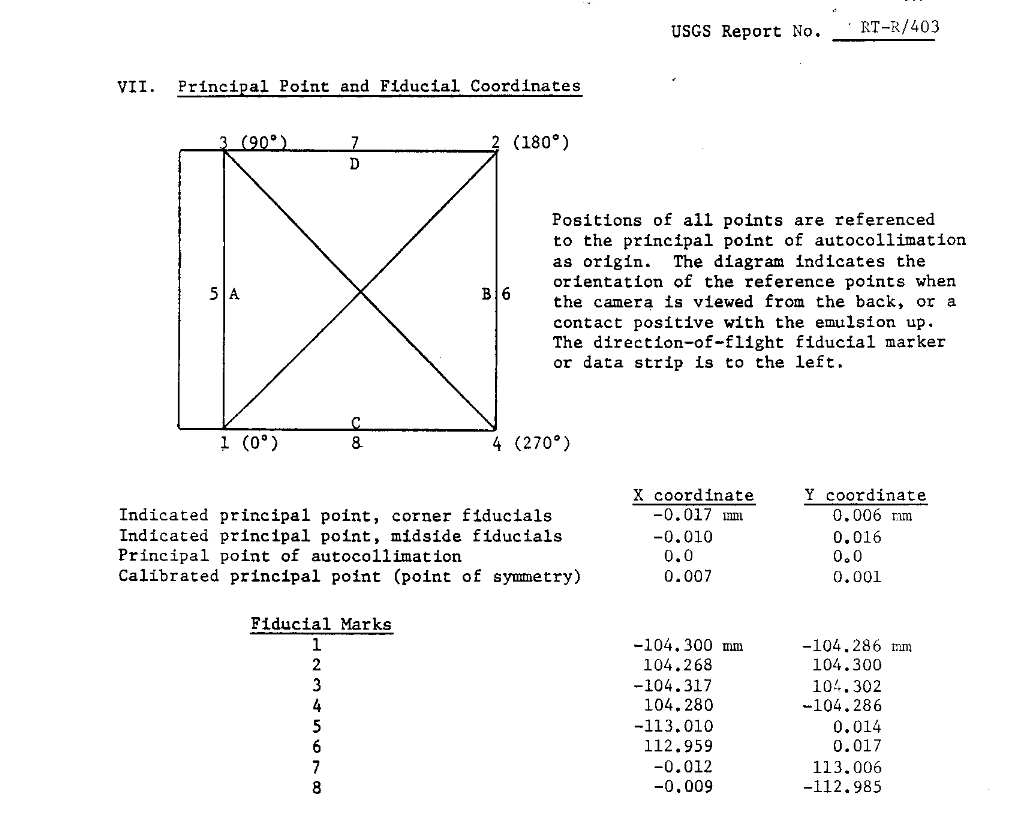 USGS Report No. RT-R/403
VII. Principal Point and Fiducial Coordinates
3 (90°) 7 2 (180°)
D
Positions of all points are referenced
to the principal point of autocollimation
as origin. The diagram indicates the
orientation of the reference points when
5 A B 6
the camera is viewed from the back, or a
contact positive with the emulsion up.
The direction-of-flight fiducial marker
or data strip is to the left.
C
1 (0°) 8 4 (270°)
X coordinate Y coordinate
Indicated principal point, corner fiducials -0.017 mm 0.006 mm
Indicated principal point, midside fiducials -0.010 0.016
Principal point of autocollimation 0.0 0.0
Calibrated principal point (point of symmetry) 0.007 0.001
Fiducial Marks
1 -104.300 mm -104.286 mm
2 104.268 104.300
3 -104.317 104.302
4 104.280 -104.286
5 -113.010 0.014
6 112.959 0.017
7 -0.012 113.006
8 -0.009 -112.985